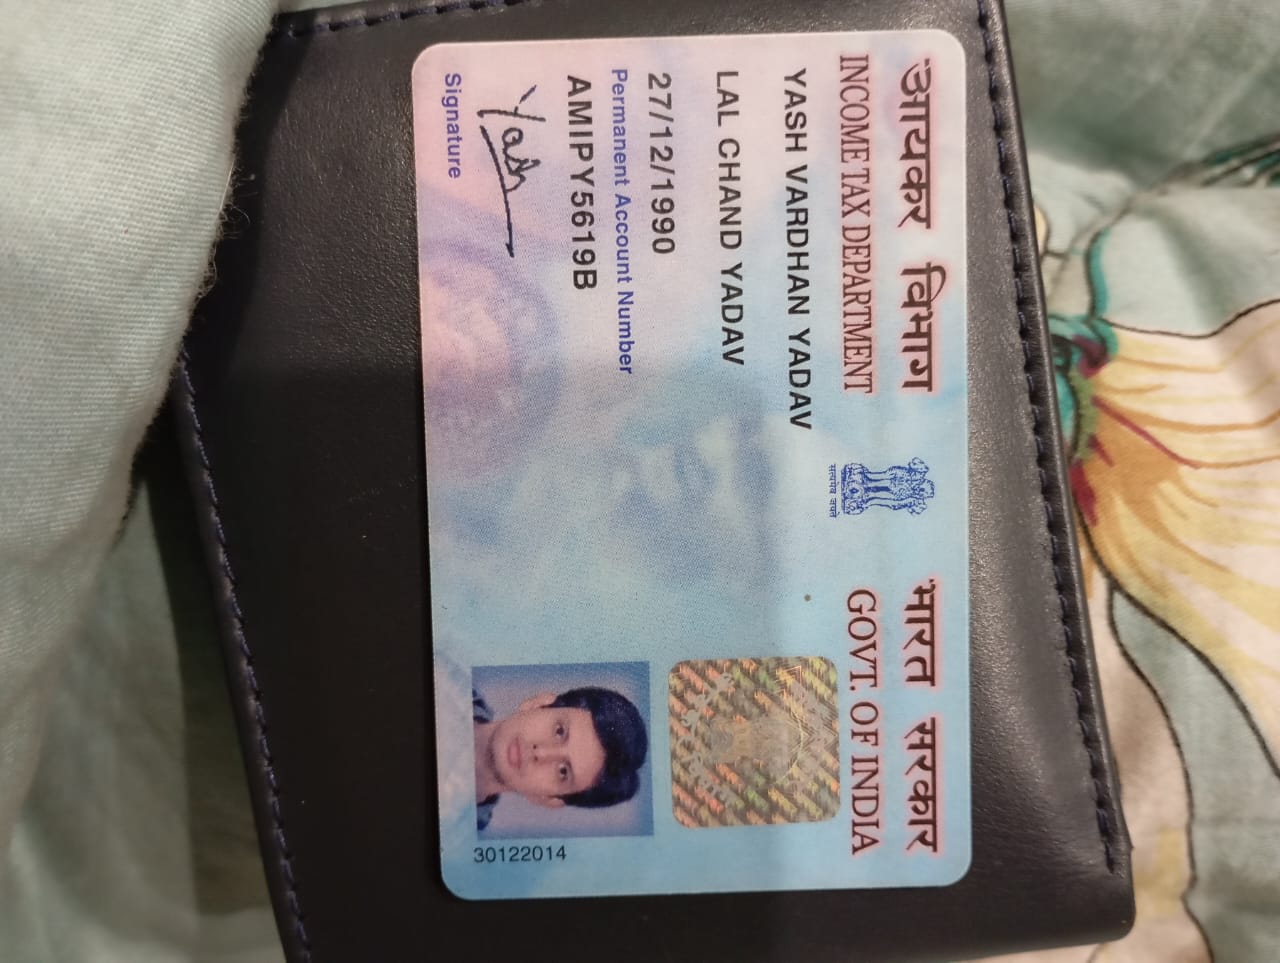 आयकर विभाग
INCOME TAX DEPARTMENT
सत्यमेव जयते
भारत सरकार
GOVT. OF INDIA
YASH VARDHAN YADAV
LAL CHAND YADAV
27/12/1990
Permanent Account Number
AMIPY5619B
Yash
Signature
30122014